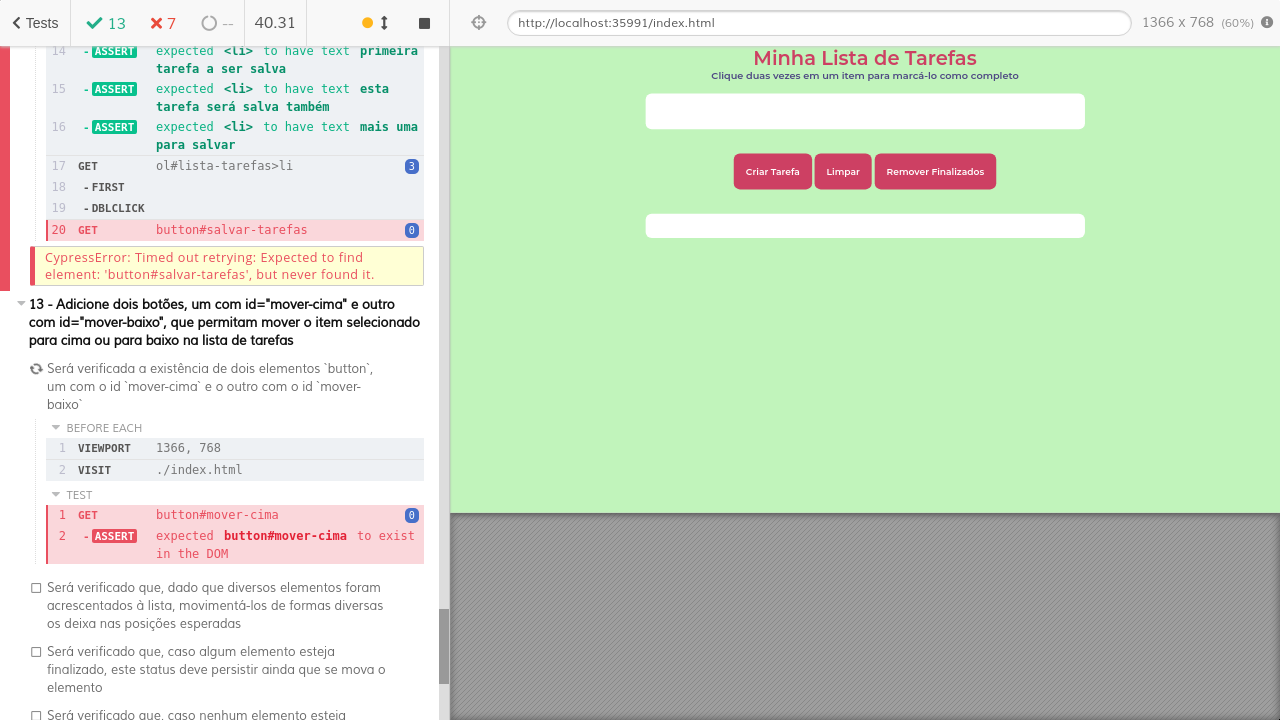 Tests
13
7
--
40.31
14 - ASSERT expected <li> to have text primeira
tarefa a ser salva
15 - ASSERT expected <li> to have text esta
tarefa será salva também
16 - ASSERT expected <li> to have text mais uma
para salvar
17 GET ol#lista-tarefas>li 3
18 - FIRST
19 - DBLCLICK
20 GET button#salvar-tarefas 0
CypressError: Timed out retrying: Expected to find
element: 'button#salvar-tarefas', but never found it.
13 - Adicione dois botões, um com id="mover-cima" e outro
com id="mover-baixo", que permitam mover o item selecionado
para cima ou para baixo na lista de tarefas
Será verificada a existência de dois elementos `button`,
um com o id `mover-cima` e o outro com o id `mover-
baixo`
BEFORE EACH
1 VIEWPORT 1366, 768
2 VISIT ./index.html
TEST
1 GET button#mover-cima 0
2 - ASSERT expected button#mover-cima to exist
in the DOM
Será verificado que, dado que diversos elementos foram
acrescentados à lista, movimentá-los de formas diversas
os deixa nas posições esperadas
Será verificado que, caso algum elemento esteja
finalizado, este status deve persistir ainda que se mova o
elemento
Será verificado que, caso nenhum elemento esteja
http://localhost:35991/index.html
1366 x 768 (60%)
Minha Lista de Tarefas
Clique duas vezes em um item para marcá-lo como completo
Criar Tarefa
Limpar
Remover Finalizados